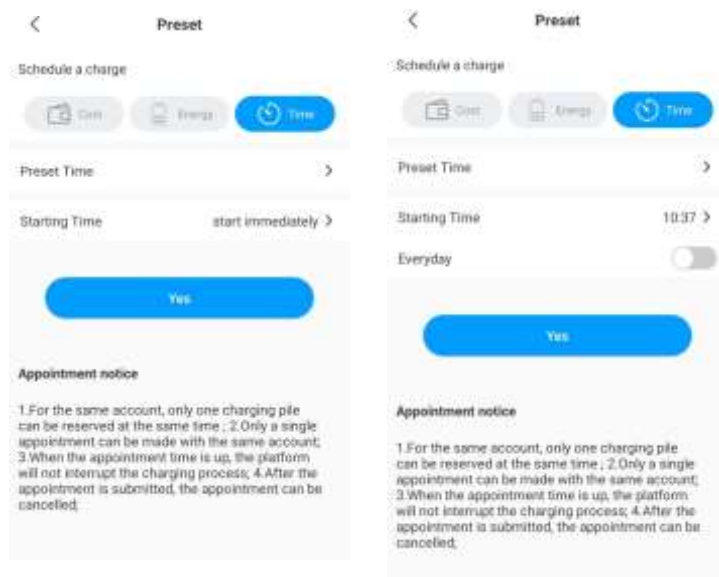 Preset
Schedule a charge
Cost
Energy
Time
Preset Time
Starting Time start immediately
Yes
Appointment notice
1.For the same account, only one charging pile
can be reserved at the same time ; 2.Only a single
appointment can be made with the same account;
3.When the appointment time is up, the platform
will not interrupt the charging process; 4.After the
appointment is submitted, the appointment can be
cancelled;
Preset
Schedule a charge
Cost
Energy
Time
Preset Time
Starting Time 10:37
Everyday
Yes
Appointment notice
1.For the same account, only one charging pile
can be reserved at the same time ; 2.Only a single
appointment can be made with the same account;
3.When the appointment time is up, the platform
will not interrupt the charging process; 4.After the
appointment is submitted, the appointment can be
cancelled;